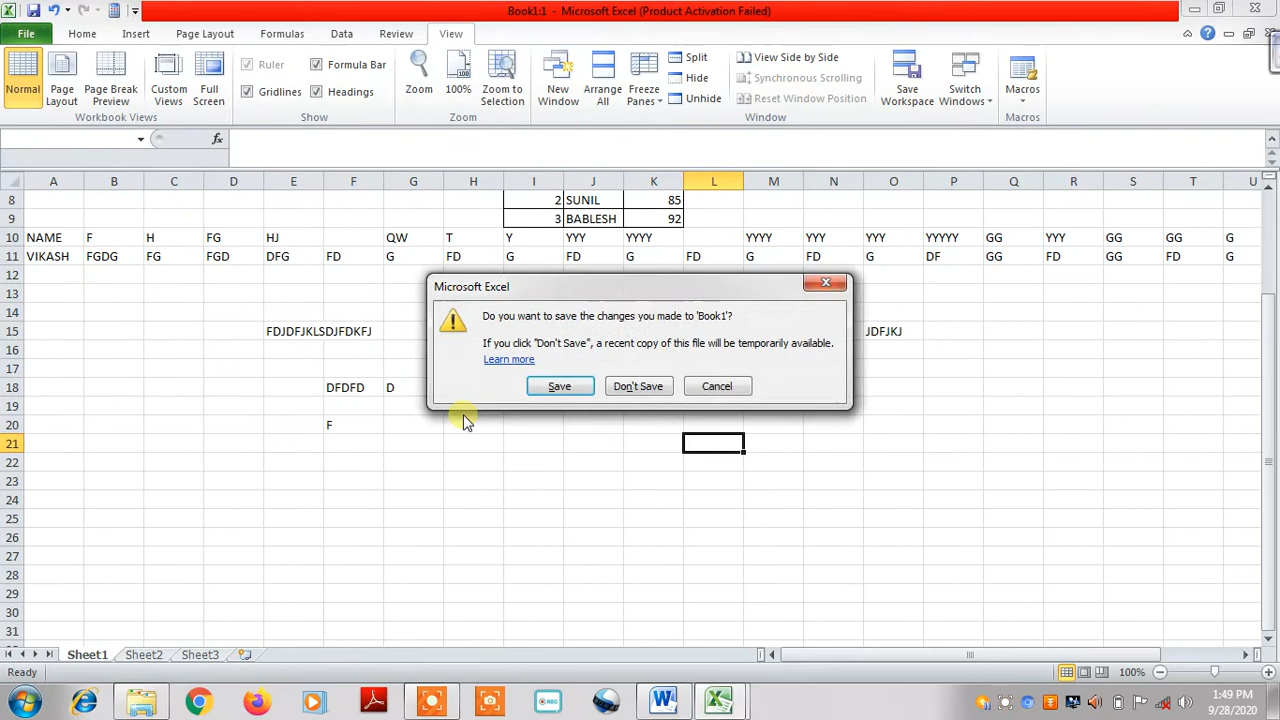 Book1:1 - Microsoft Excel (Product Activation Failed)
File Home Insert Page Layout Formulas Data Review View
Normal Page Layout Page Break Preview Custom Views Full Screen
Workbook Views
Ruler Formula Bar
Gridlines Headings
Show
Zoom 100% Zoom to Selection
Zoom
New Window Arrange All Freeze Panes
Split
Hide
Unhide
View Side by Side
Synchronous Scrolling
Reset Window Position
Save Workspace Switch Windows
Window
Macros
Macros
fx
A B C D E F G H I J K L M N O P Q R S T U
8 2 SUNIL 85
9 3 BABLESH 92
10 NAME F H FG HJ QW T Y YYY YYYY YYYY YYY YYY YYYYY GG YYY GG GG G
11 VIKASH FGDG FG FGD DFG FD G FD G FD G FD G FD G DF GG FD GG FD G
12
13
14
15 FDJDFJKLSDJFDKFJ JDFJKJ
16
17
18 DFDFD D
19
20 F
21
22
23
24
25
26
27
28
29
30
31
Microsoft Excel
Do you want to save the changes you made to 'Book1'?
If you click "Don't Save", a recent copy of this file will be temporarily available.
Learn more
Save Don't Save Cancel
Sheet1 Sheet2 Sheet3
Ready 100%
REC
1:49 PM
9/28/2020